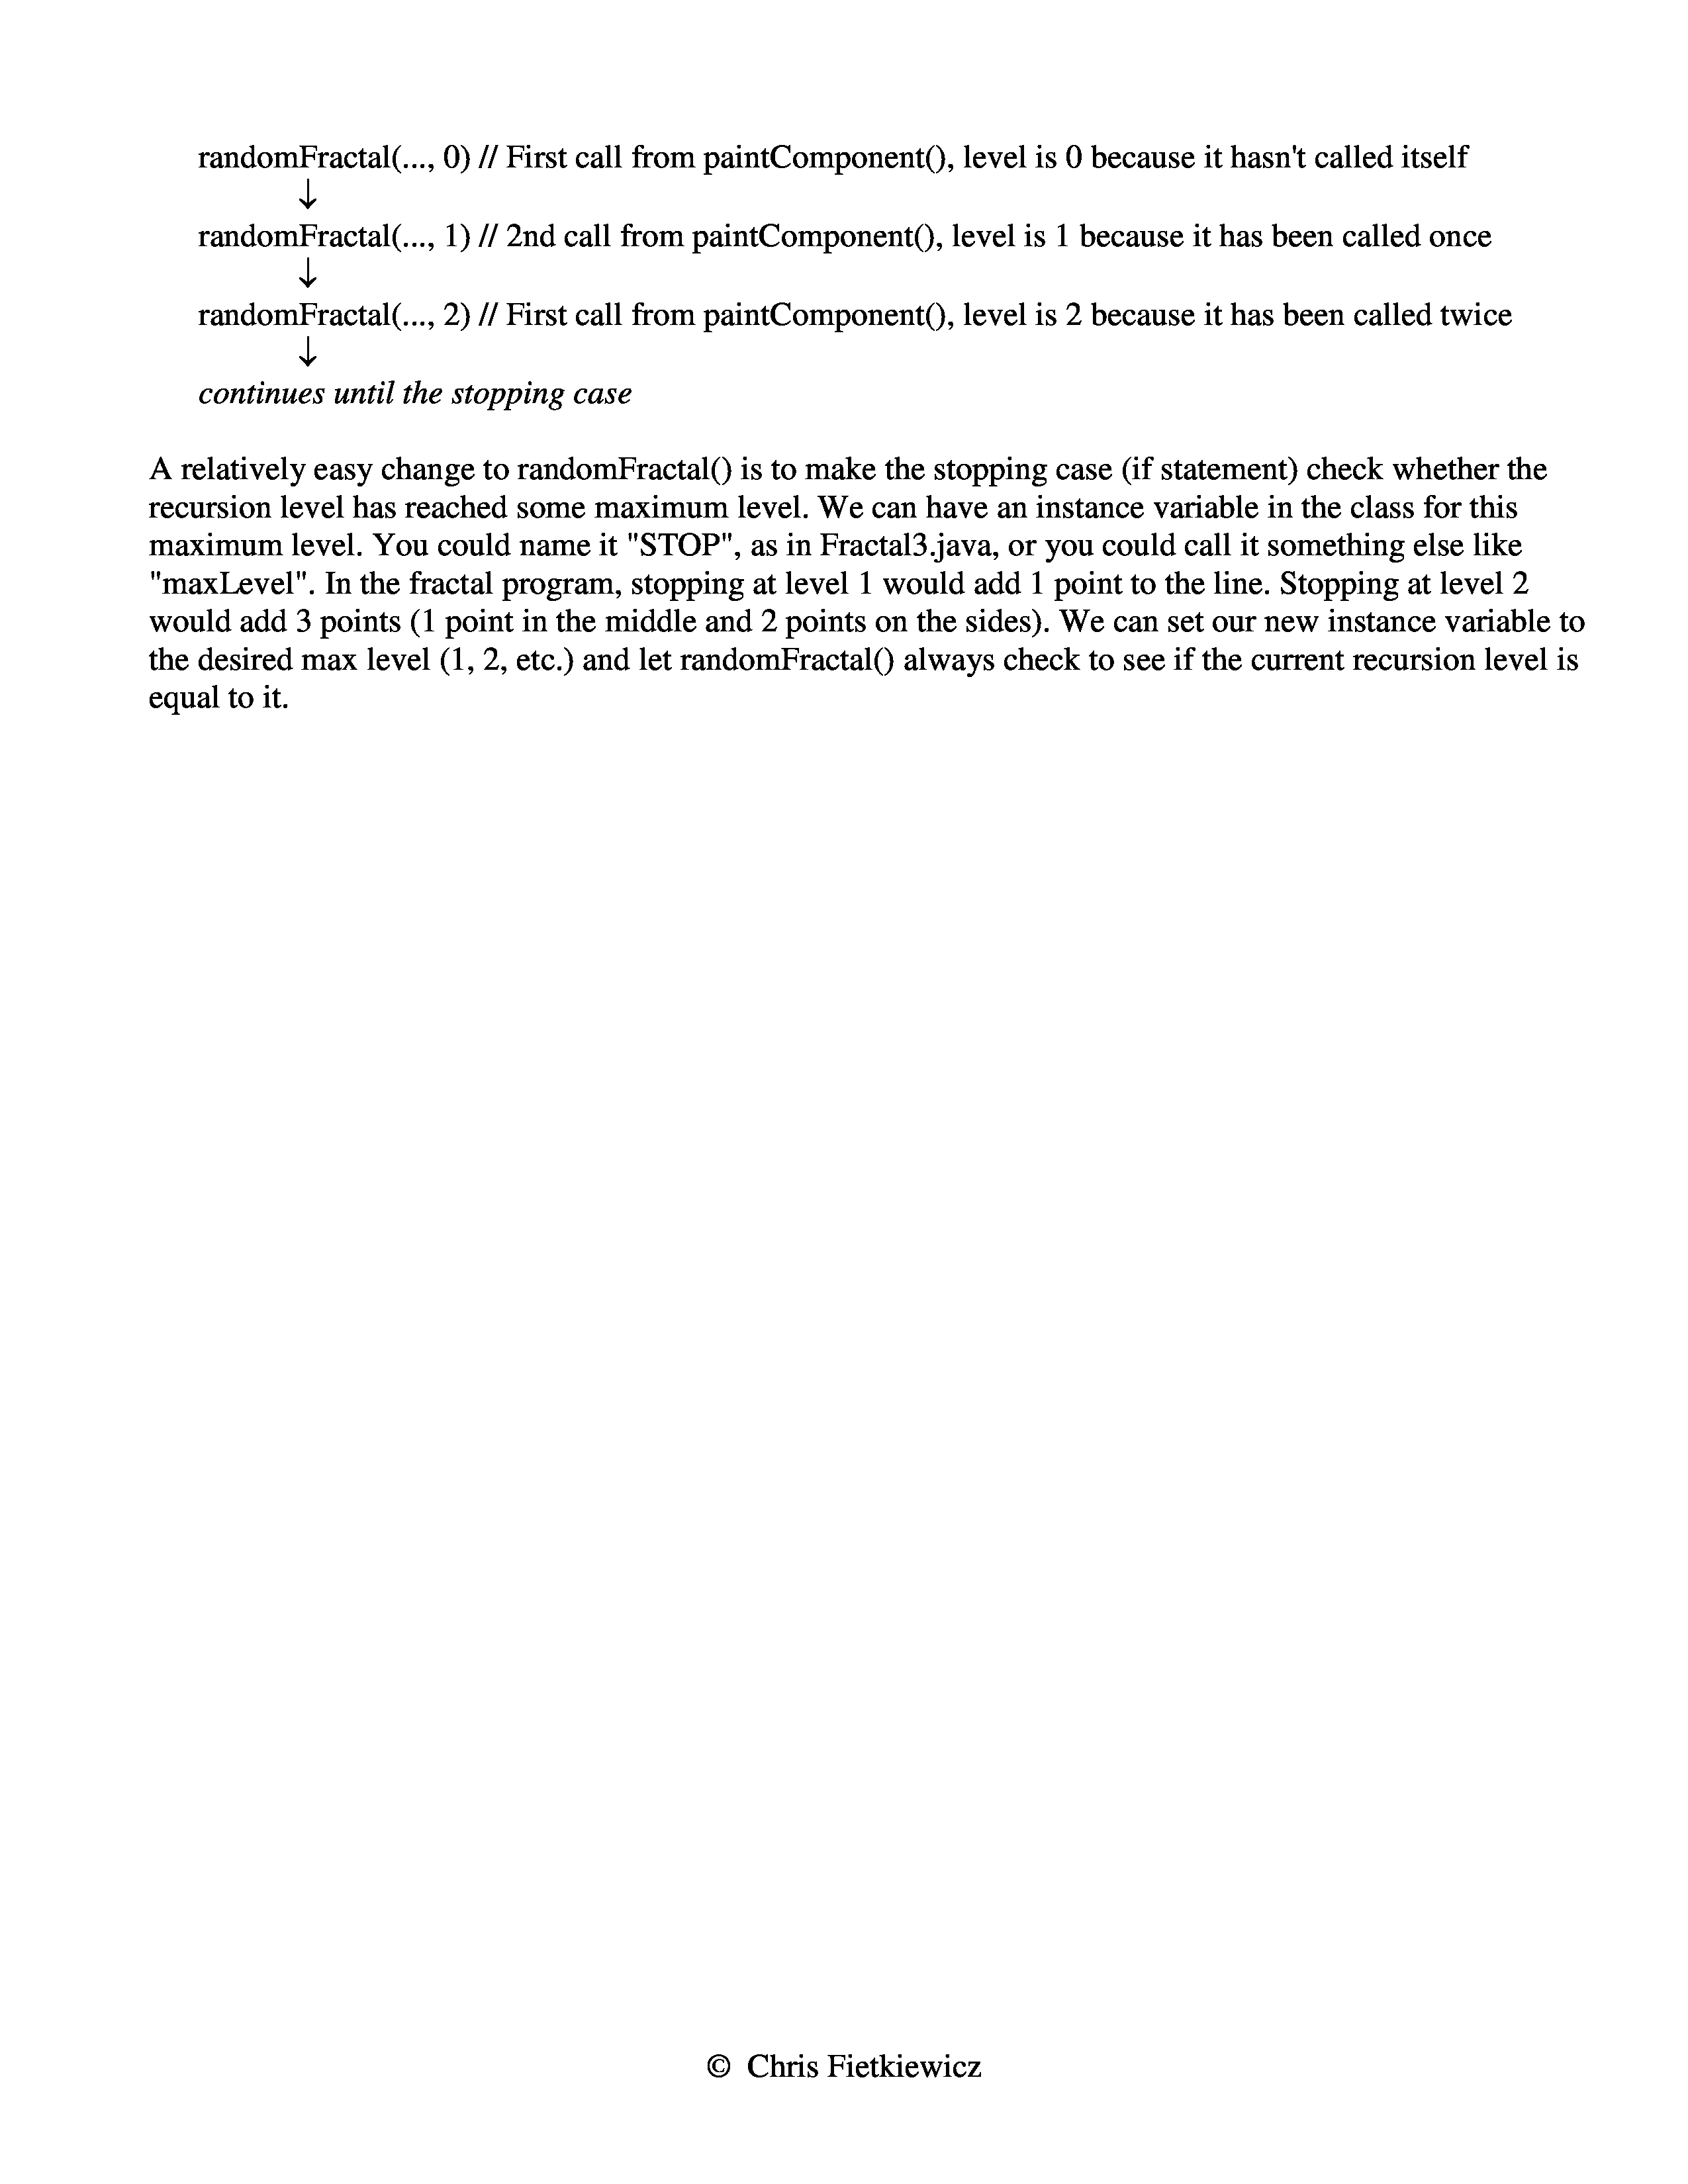 randomFractal(..., 0) // First call from paintComponent(), level is 0 because it hasn't called itself
↓
randomFractal(..., 1) // 2nd call from paintComponent(), level is 1 because it has been called once
↓
randomFractal(..., 2) // First call from paintComponent(), level is 2 because it has been called twice
↓
continues until the stopping case
A relatively easy change to randomFractal() is to make the stopping case (if statement) check whether the
recursion level has reached some maximum level. We can have an instance variable in the class for this
maximum level. You could name it "STOP", as in Fractal3.java, or you could call it something else like
"maxLevel". In the fractal program, stopping at level 1 would add 1 point to the line. Stopping at level 2
would add 3 points (1 point in the middle and 2 points on the sides). We can set our new instance variable to
the desired max level (1, 2, etc.) and let randomFractal() always check to see if the current recursion level is
equal to it.
© Chris Fietkiewicz